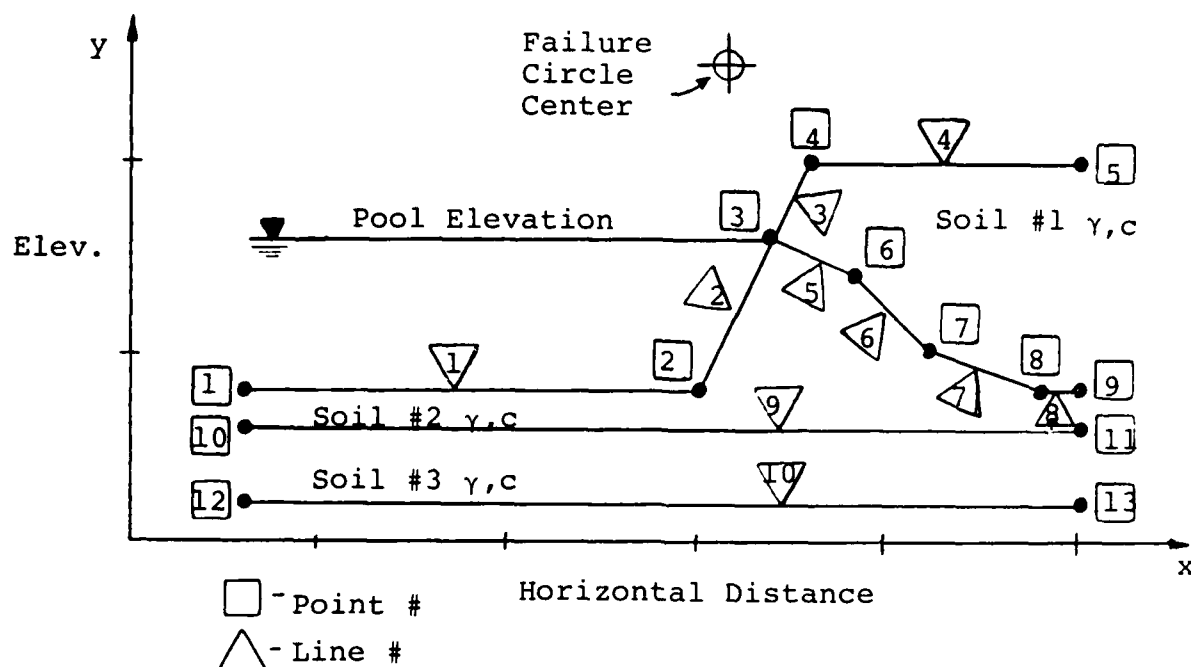 y
Failure
Circle
Center
4
4
5
3
3
Pool Elevation
Soil #1 γ,c
Elev.
6
2
5
6
7
2
8
1
1
7
9
8
Soil #2 γ,c
9
10
11
Soil #3 γ,c
10
12
13
x
Horizontal Distance
- Point #
- Line #